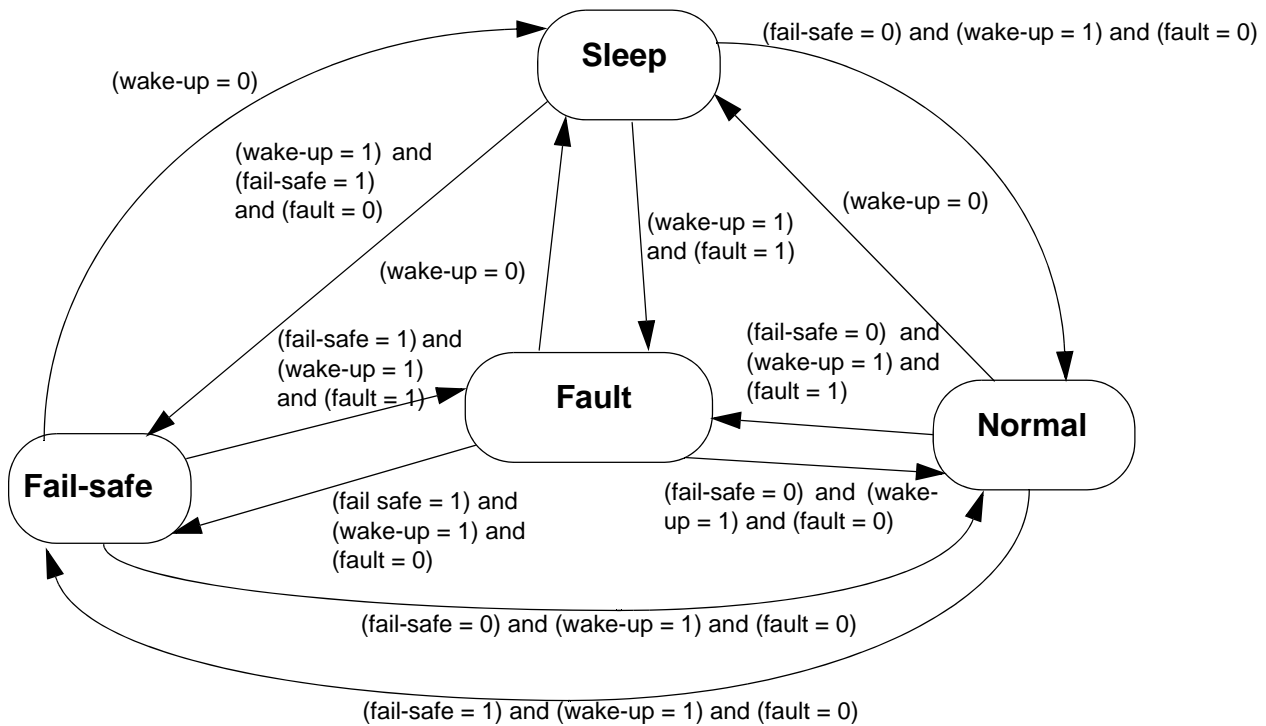 (fail-safe = 0) and (wake-up = 1) and (fault = 0)
Sleep
(wake-up = 0)
(wake-up = 1) and
(fail-safe = 1)
and (fault = 0)
(wake-up = 0)
(wake-up = 1)
and (fault = 1)
(wake-up = 0)
(fail-safe = 1) and
(wake-up = 1)
and (fault = 1)
(fail-safe = 0) and
(wake-up = 1) and
(fault = 1)
Fault
Normal
Fail-safe
(fail safe = 1) and
(wake-up = 1) and
(fault = 0)
(fail-safe = 0) and (wake-
up = 1) and (fault = 0)
(fail-safe = 0) and (wake-up = 1) and (fault = 0)
(fail-safe = 1) and (wake-up = 1) and (fault = 0)